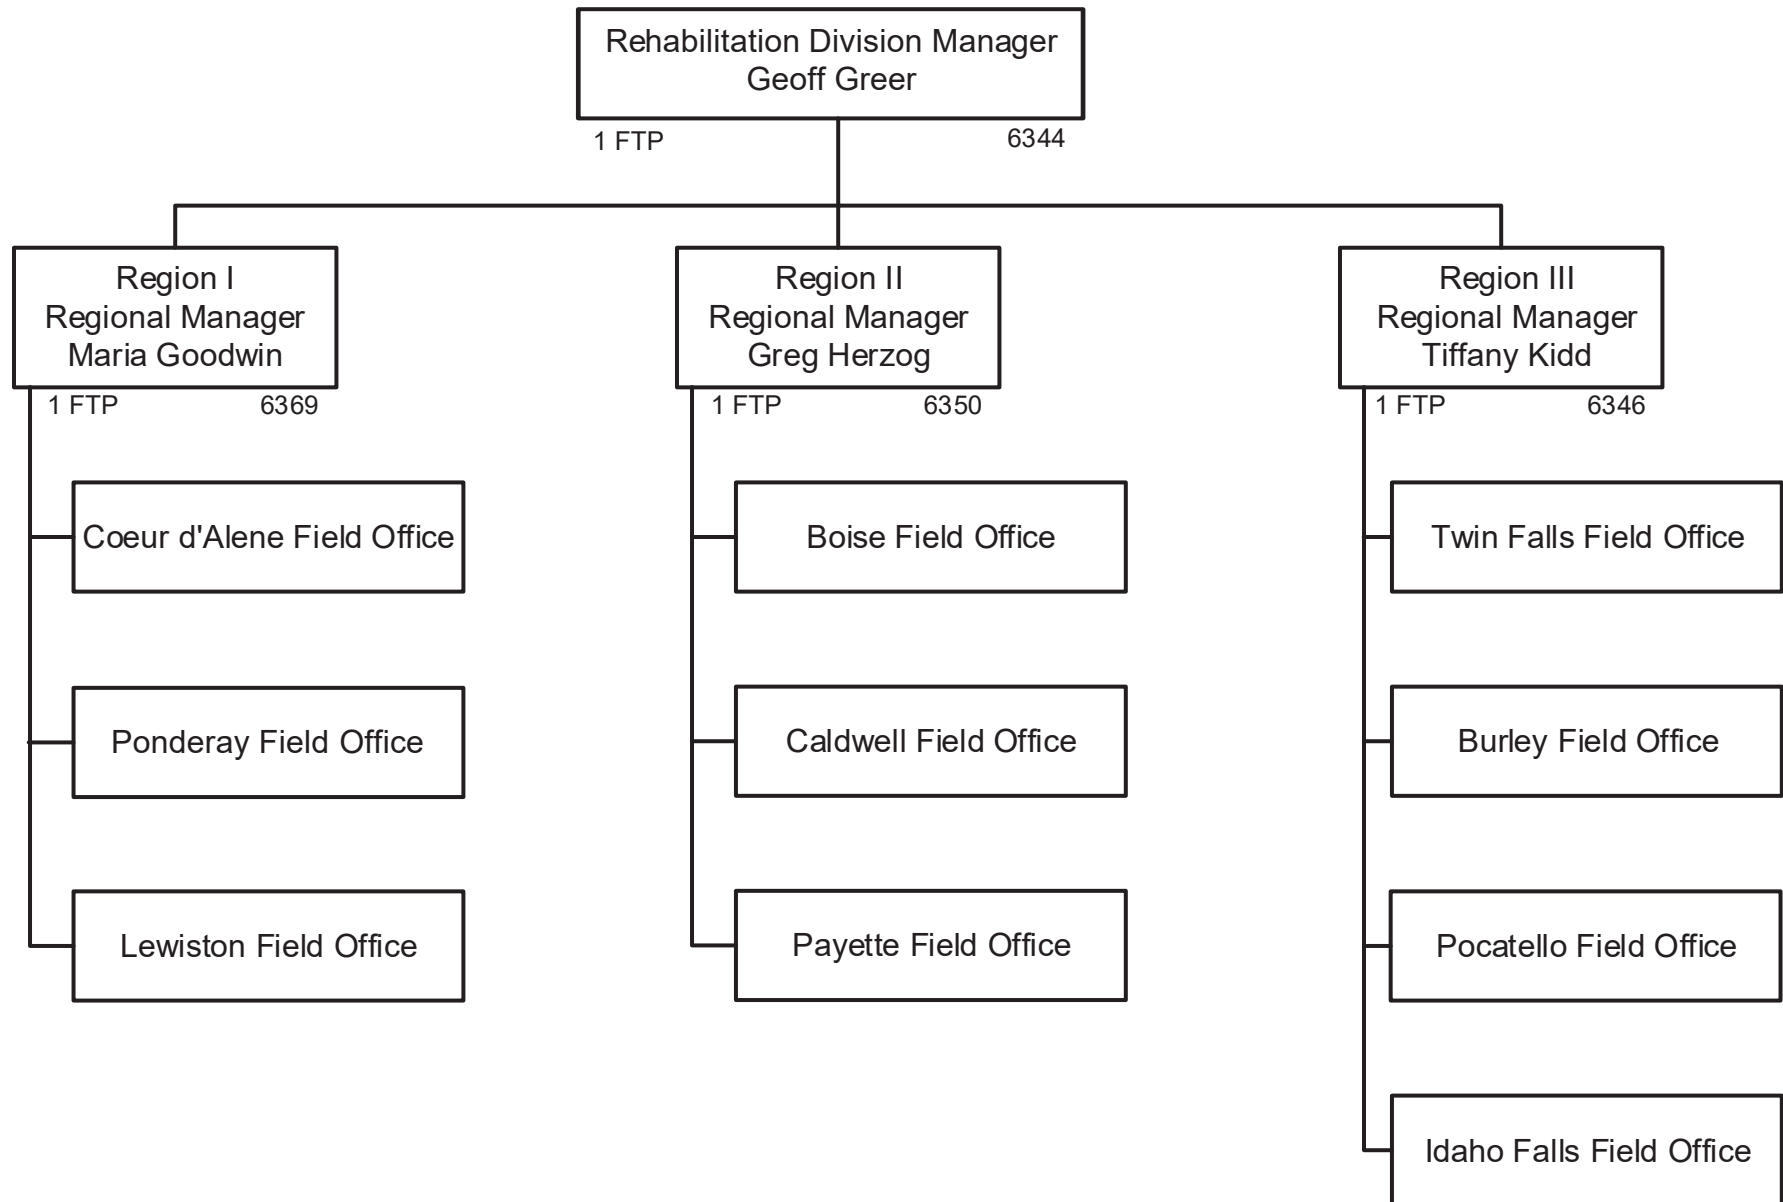 Rehabilitation Division Manager
Geoff Greer
1 FTP 6344
Region I
Regional Manager
Maria Goodwin
1 FTP 6369
Coeur d'Alene Field Office
Ponderay Field Office
Lewiston Field Office
Region II
Regional Manager
Greg Herzog
1 FTP 6350
Boise Field Office
Caldwell Field Office
Payette Field Office
Region III
Regional Manager
Tiffany Kidd
1 FTP 6346
Twin Falls Field Office
Burley Field Office
Pocatello Field Office
Idaho Falls Field Office